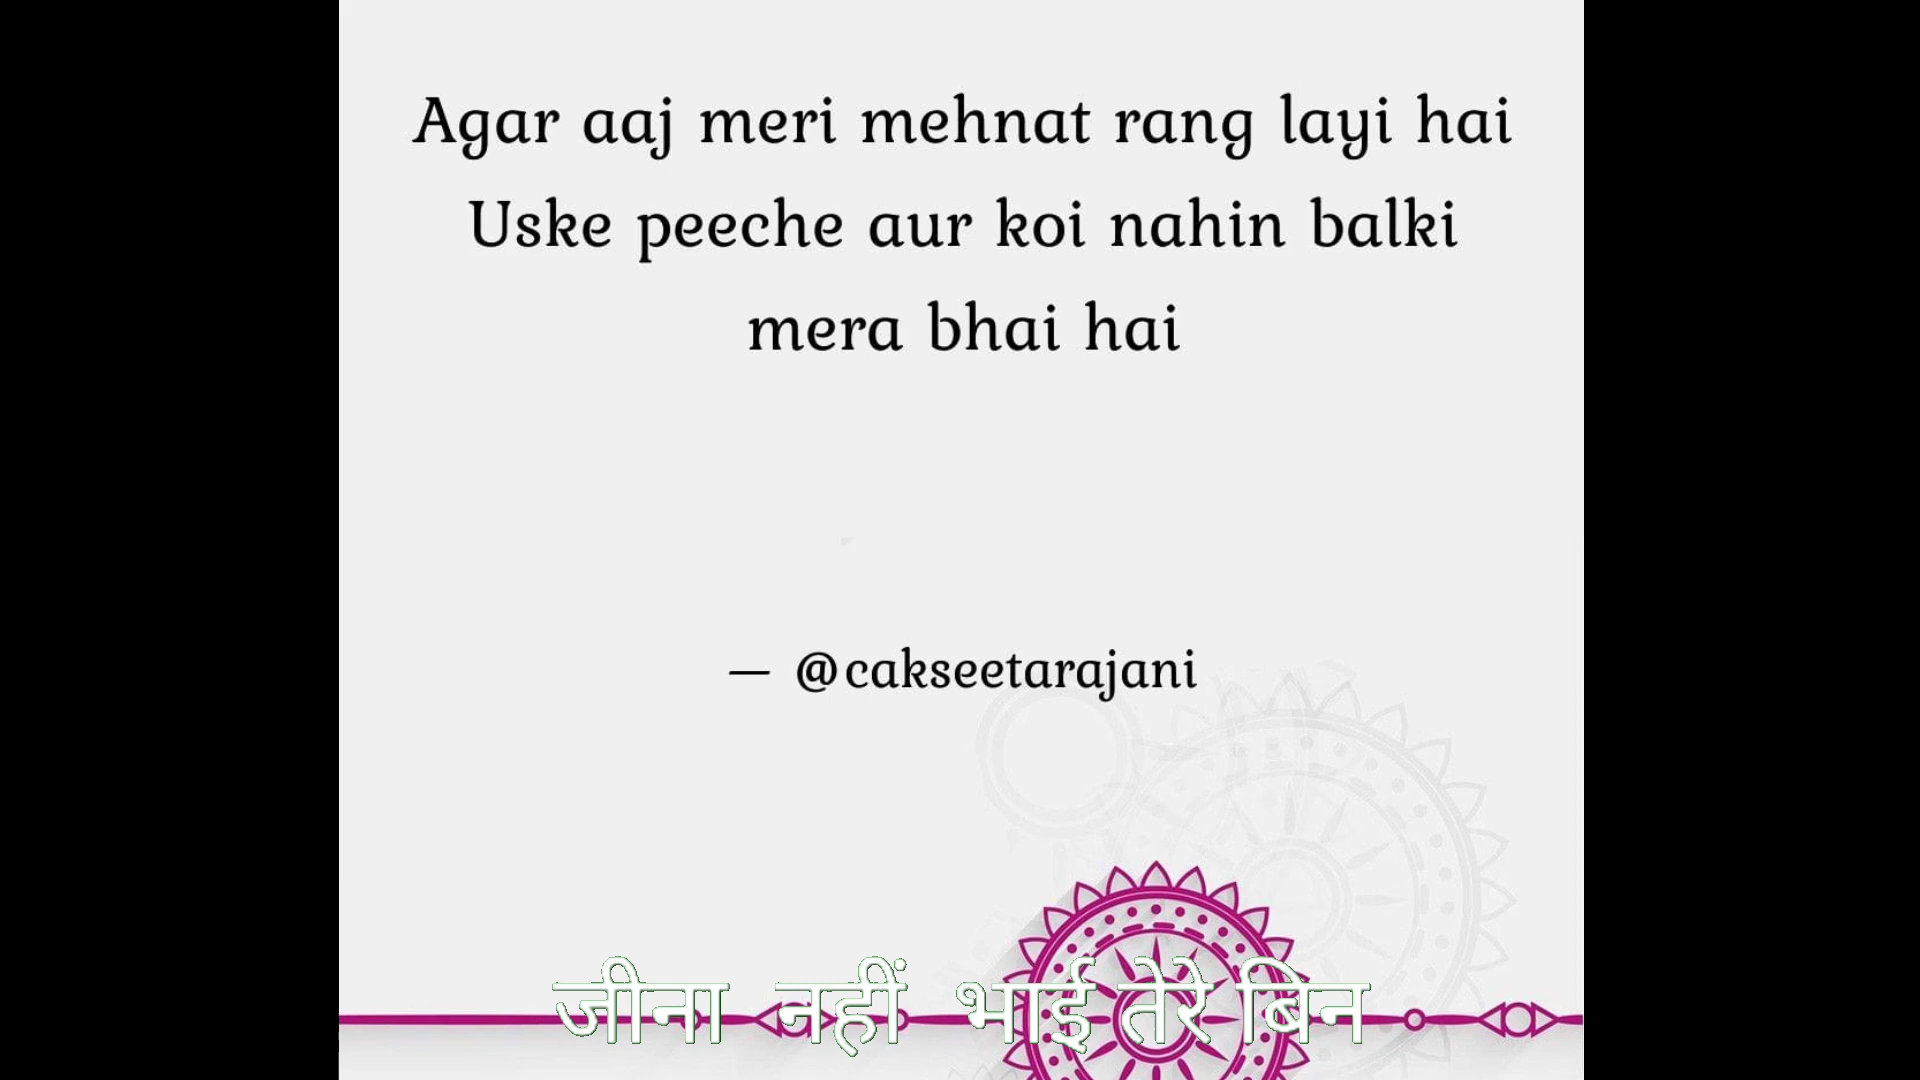 Agar aaj meri mehnat rang layi hai
Uske peeche aur koi nahin balki
mera bhai hai
— @cakseetarajani
जीना नहीं भाई तेरे बिन